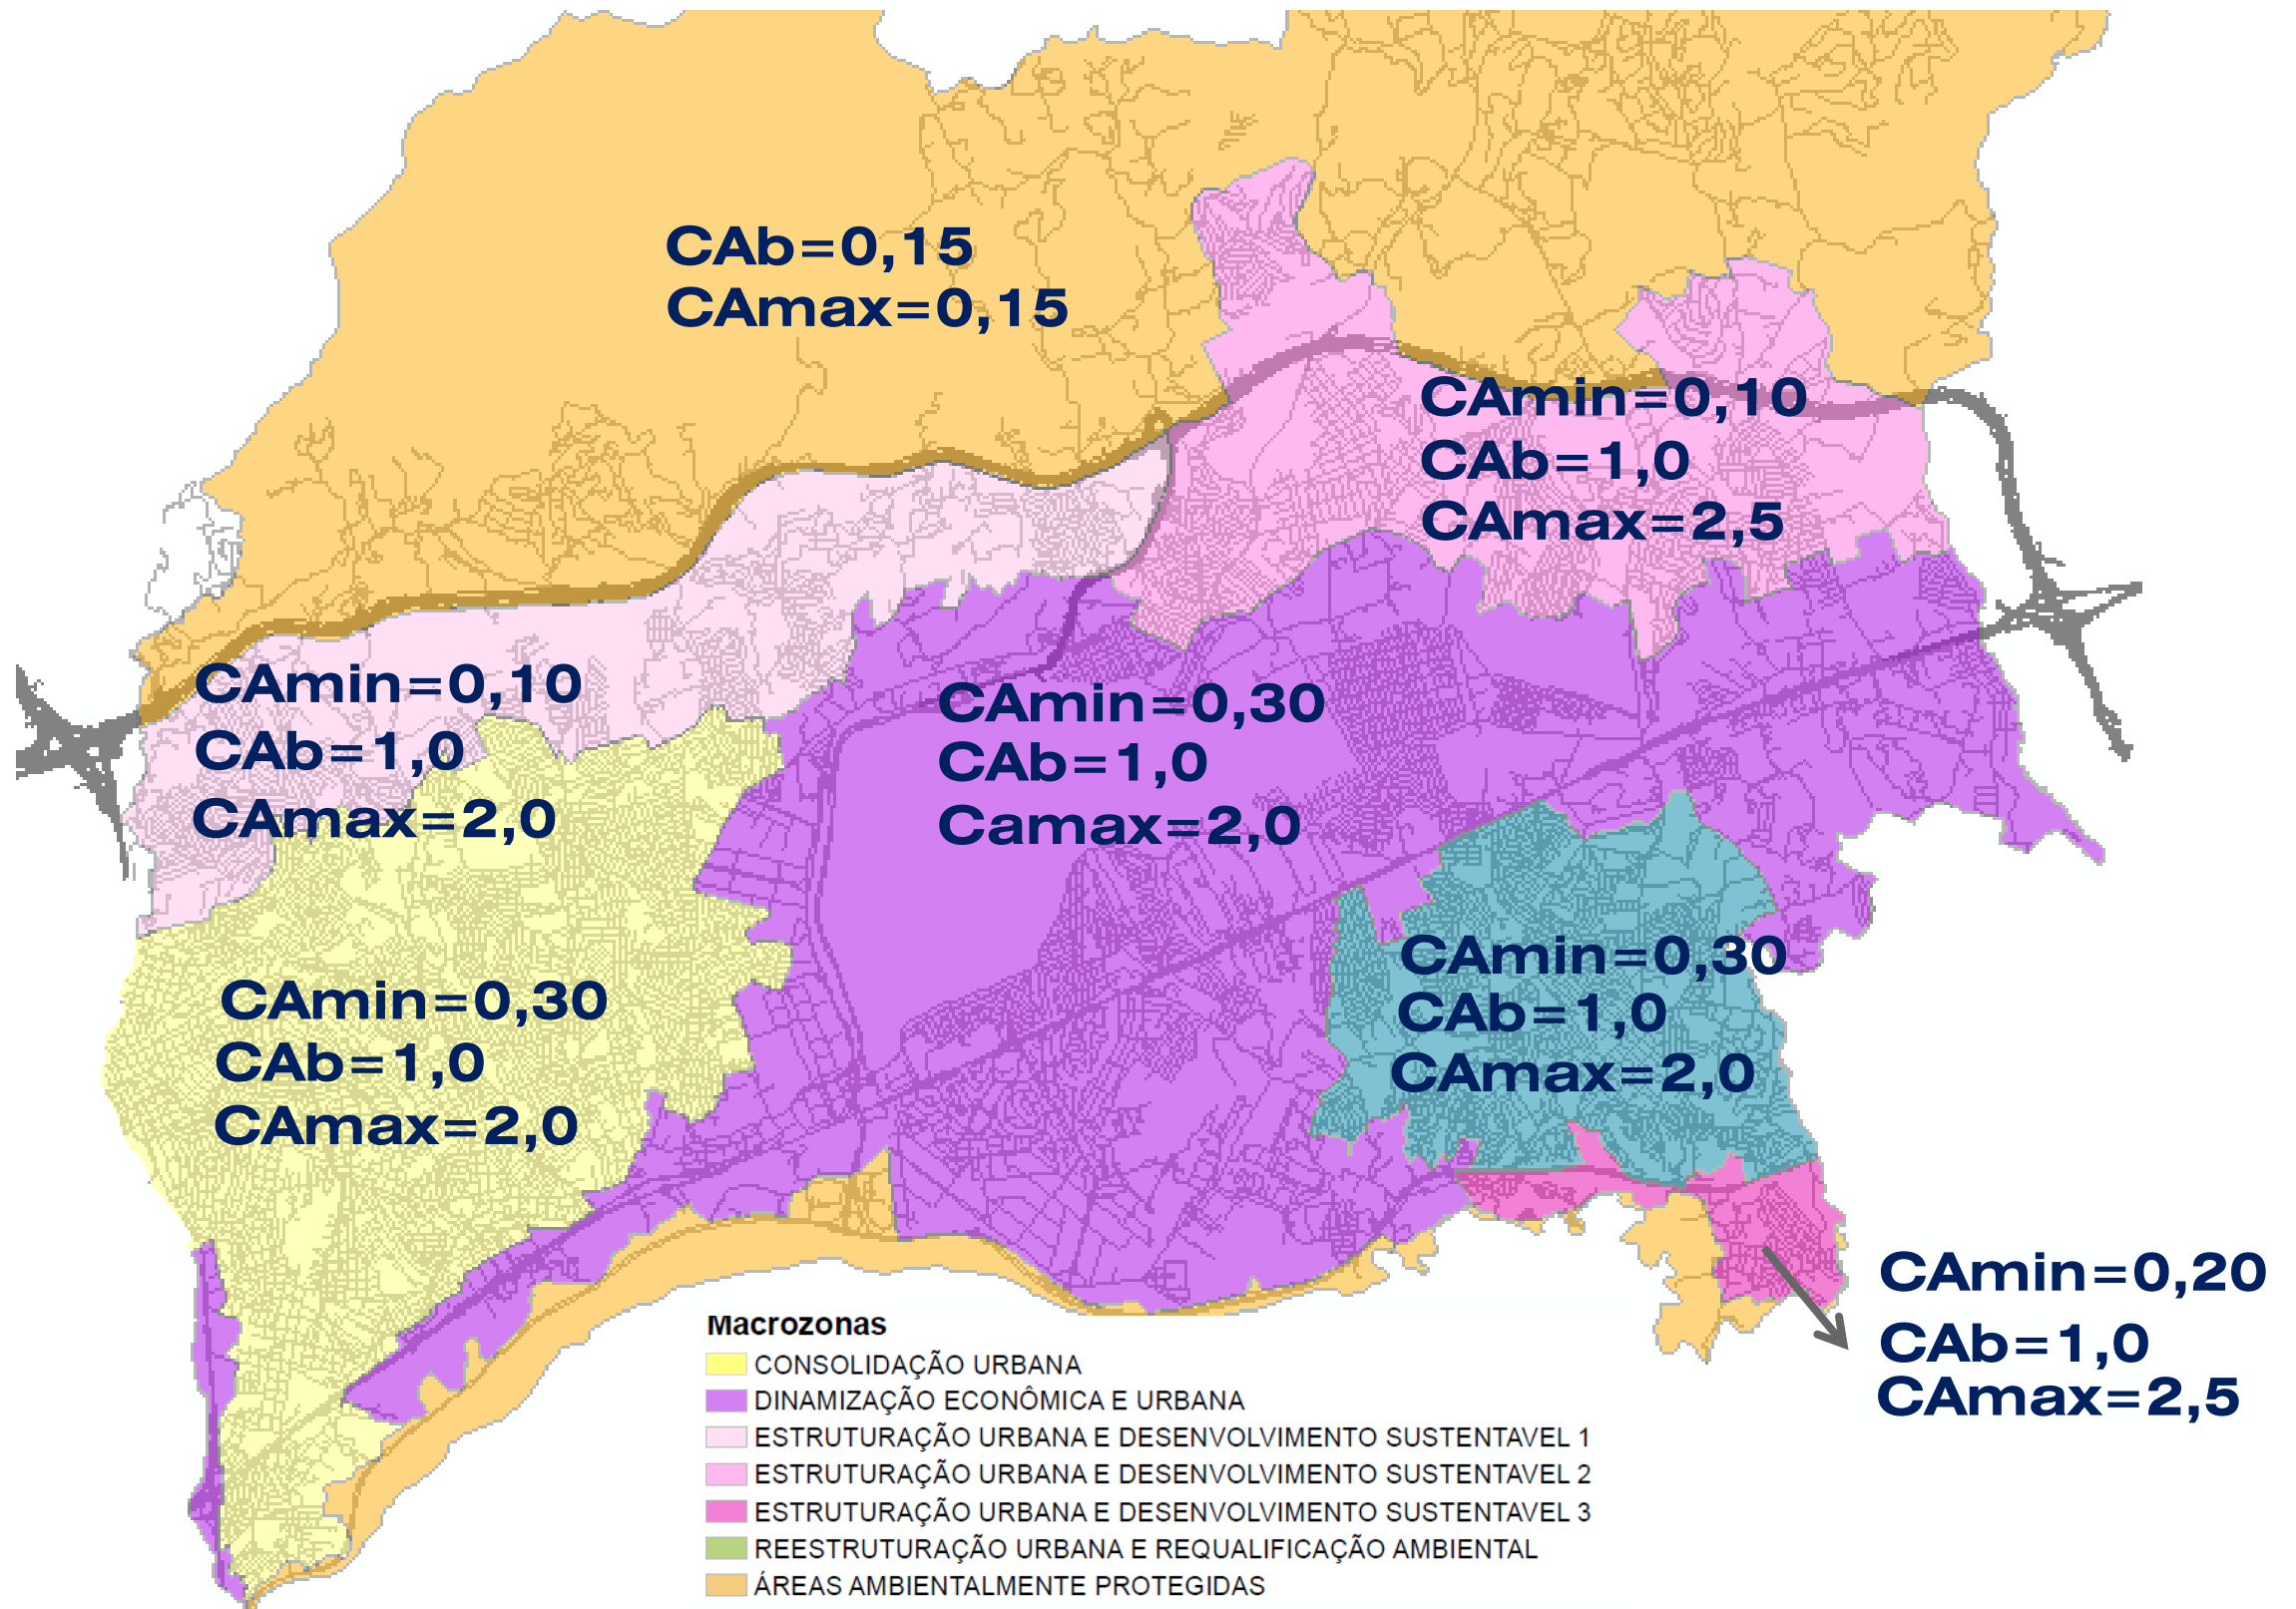 CAb=0,15
CAmax=0,15
CAmin=0,10
CAb=1,0
CAmax=2,5
CAmin=0,10
CAb=1,0
CAmax=2,0
CAmin=0,30
CAb=1,0
Camax=2,0
CAmin=0,30
CAb=1,0
CAmax=2,0
CAmin=0,30
CAb=1,0
CAmax=2,0
CAmin=0,20
CAb=1,0
CAmax=2,5
Macrozonas
CONSOLIDAÇÃO URBANA
DINAMIZAÇÃO ECONÔMICA E URBANA
ESTRUTURAÇÃO URBANA E DESENVOLVIMENTO SUSTENTAVEL 1
ESTRUTURAÇÃO URBANA E DESENVOLVIMENTO SUSTENTAVEL 2
ESTRUTURAÇÃO URBANA E DESENVOLVIMENTO SUSTENTAVEL 3
REESTRUTURAÇÃO URBANA E REQUALIFICAÇÃO AMBIENTAL
ÁREAS AMBIENTALMENTE PROTEGIDAS